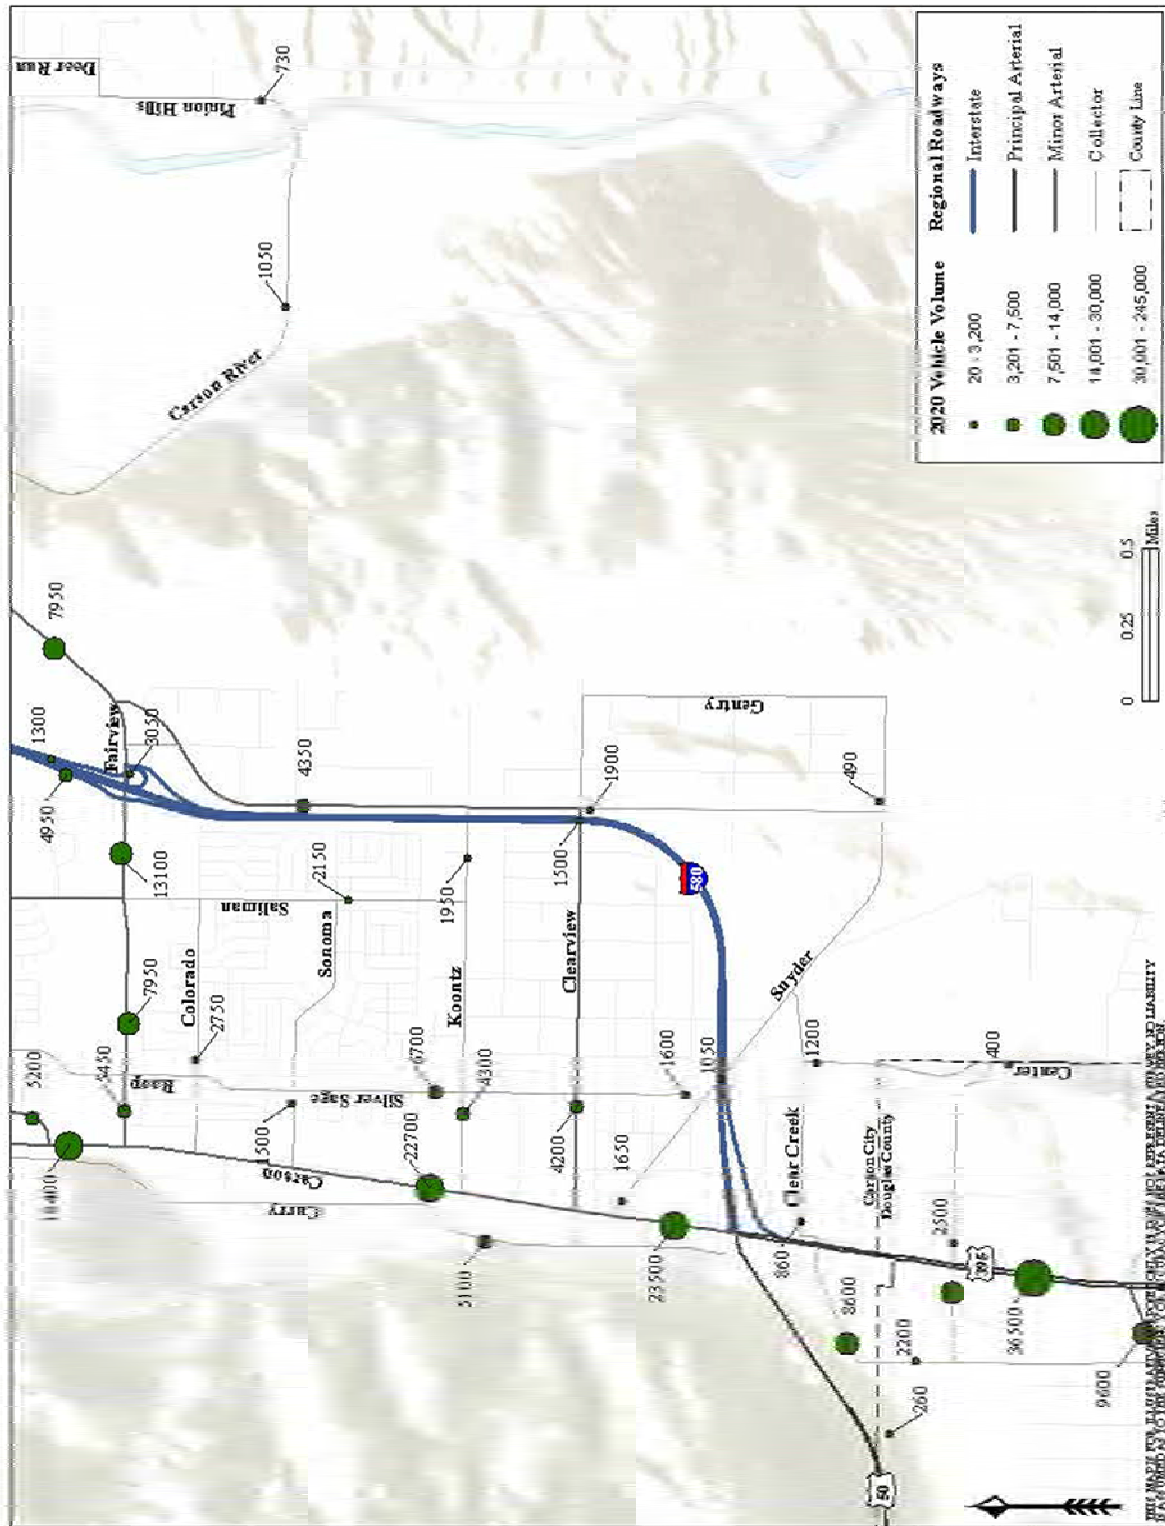 Deer Run
Pinion Hills
730
1050
Carson River
7950
1300
Fairview
3050
4950
13100
4350
1900
Gentry
490
1500
580
2150
1950
Saliman
Sonoma
Koontz
Clearview
Snyder
Colorado
2750
7950
5200
5450
Roop
6700
4300
1600
1050
1200
400
Center
Silver Sage
1500
22700
4200
1650
Clear Creek
Carson City
Douglas County
18400
Carson
Curry
5100
23500
860
2500
395
8600
2200
36500
260
9600
50
2020 Vehicle Volume
20 - 3,200
3,201 - 7,500
7,501 - 14,000
14,001 - 30,000
30,001 - 245,000
Regional Roadways
Interstate
Principal Arterial
Minor Arterial
Collector
County Line
0 0.25 0.5
Miles